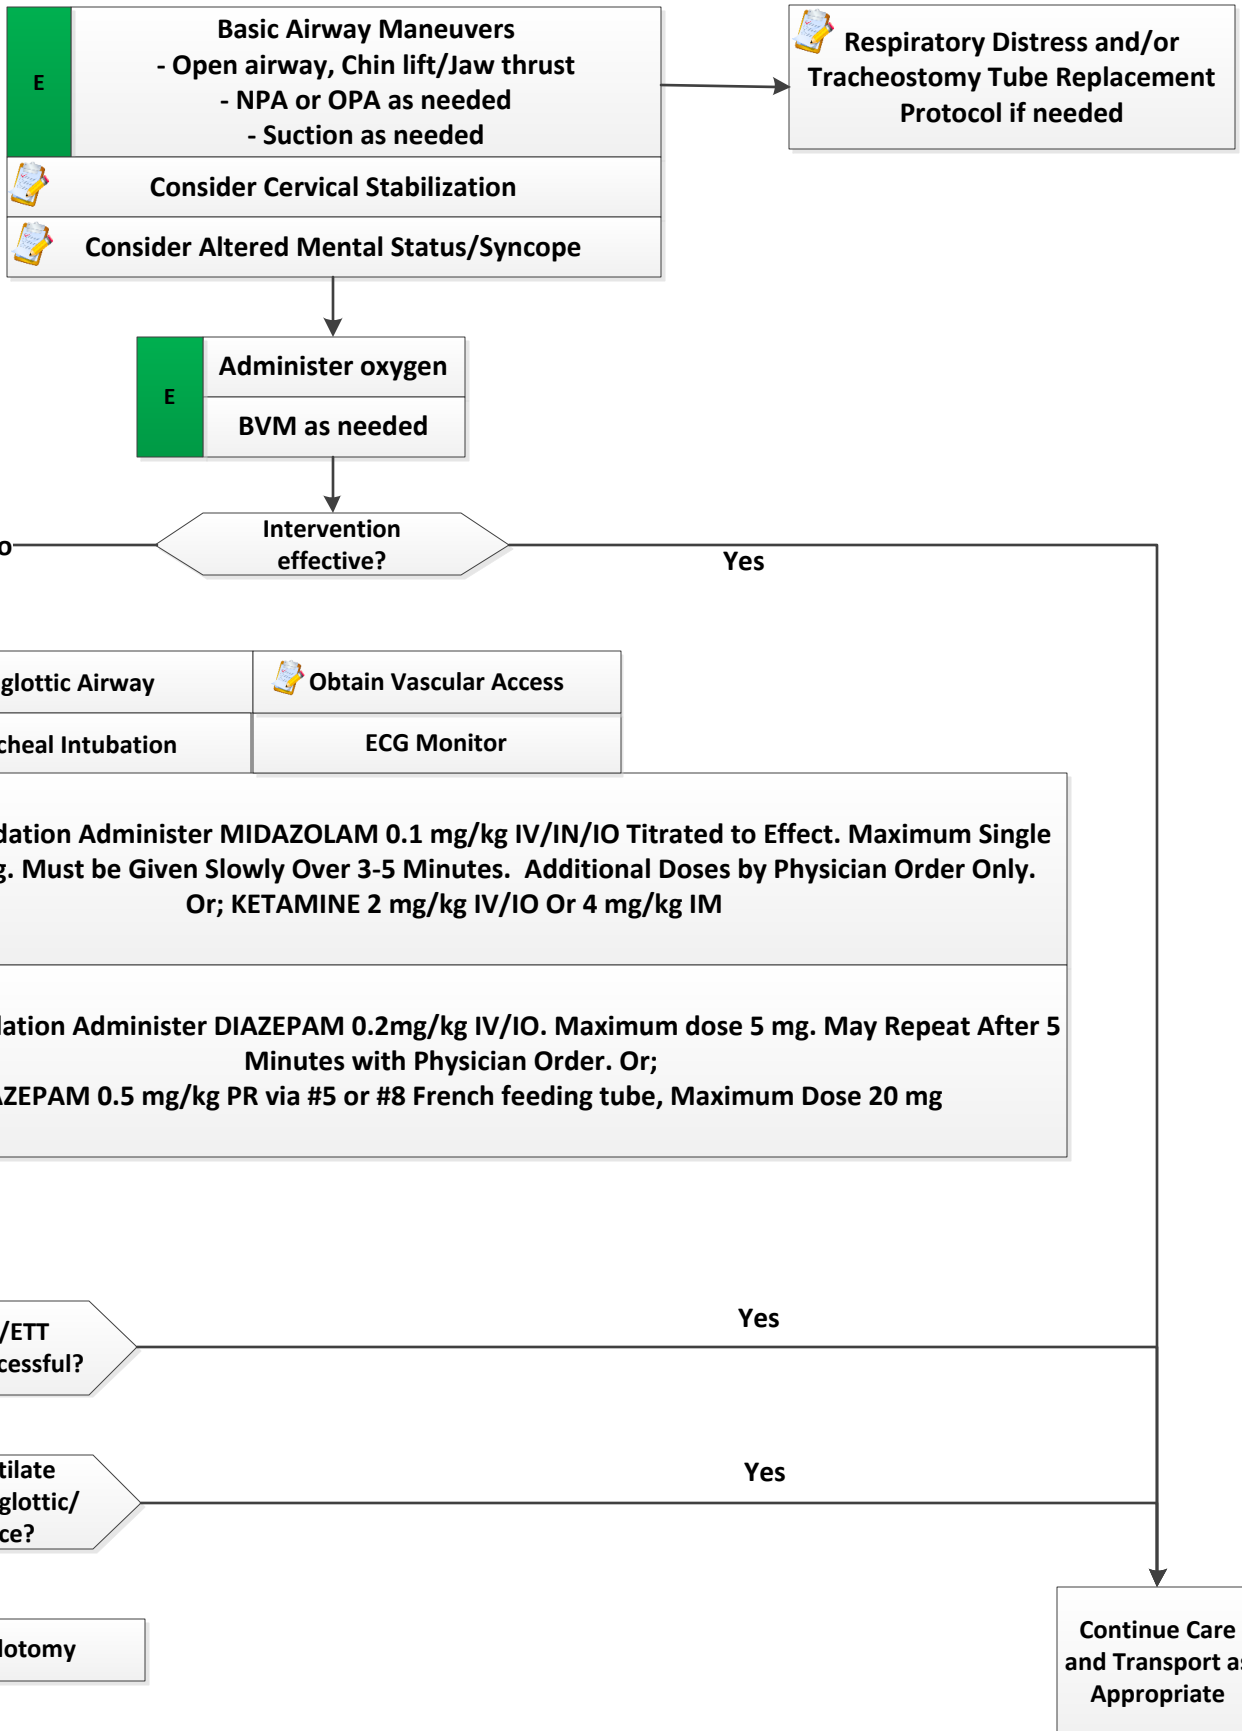 Basic Airway Maneuvers
- Open airway, Chin lift/Jaw thrust
- NPA or OPA as needed
- Suction as needed
E
Respiratory Distress and/or
Tracheostomy Tube Replacement
Protocol if needed
Consider Cervical Stabilization
Consider Altered Mental Status/Syncope
E
Administer oxygen
BVM as needed
o
Intervention
effective?
Yes
glottic Airway
Obtain Vascular Access
cheal Intubation
ECG Monitor
dation Administer MIDAZOLAM 0.1 mg/kg IV/IN/IO Titrated to Effect. Maximum Single
g. Must be Given Slowly Over 3-5 Minutes. Additional Doses by Physician Order Only.
Or; KETAMINE 2 mg/kg IV/IO Or 4 mg/kg IM
lation Administer DIAZEPAM 0.2mg/kg IV/IO. Maximum dose 5 mg. May Repeat After 5
Minutes with Physician Order. Or;
AZEPAM 0.5 mg/kg PR via #5 or #8 French feeding tube, Maximum Dose 20 mg
/ETT
cessful?
Yes
tilate
glottic/
ce?
Yes
lotomy
Continue Care
and Transport as
Appropriate